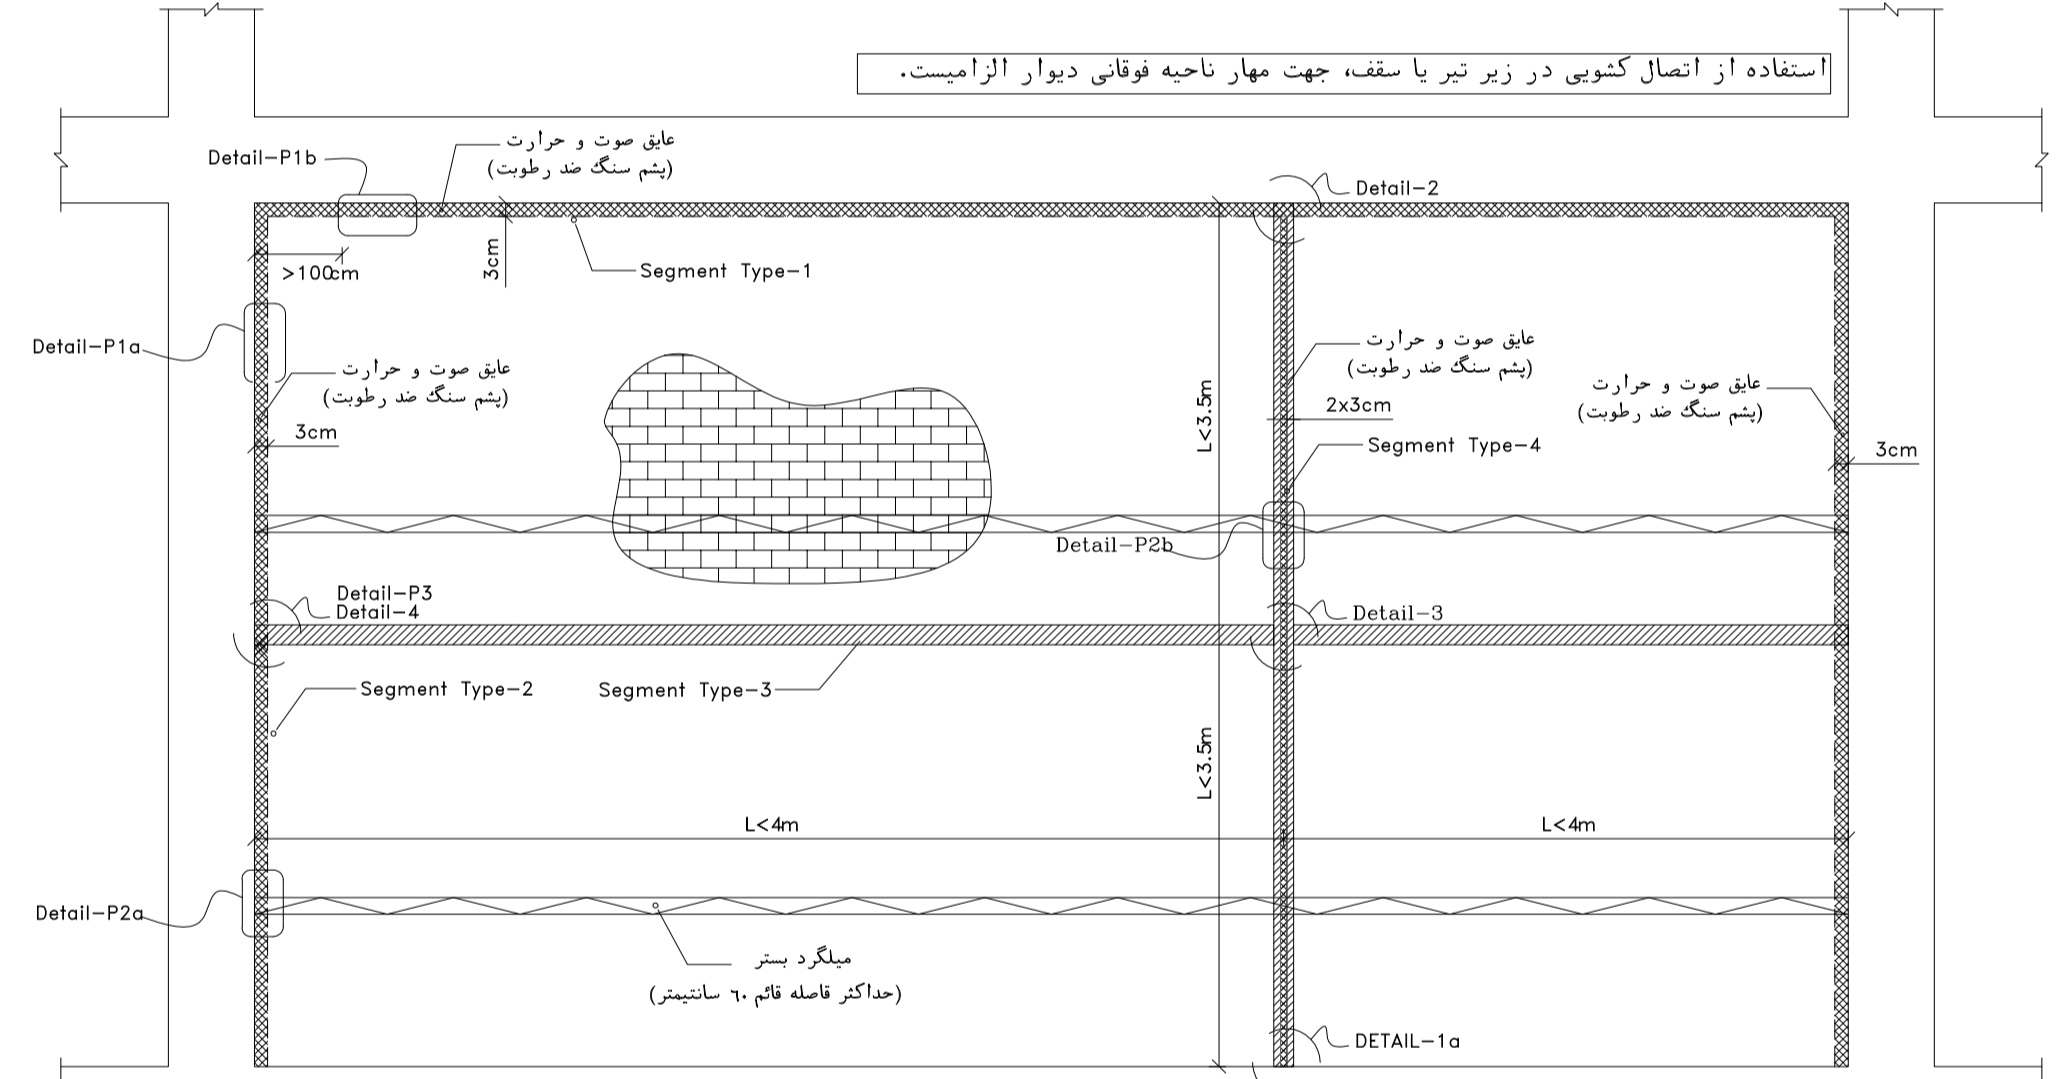 استفاده از اتصال کشویی در زیر تیر یا سقف، جهت مهار ناحیه فوقانی دیوار الزامیست.
Detail-P1b
عایق صوت و حرارت
(پشم سنگ ضد رطوبت)
Detail-2
>100cm
3cm
Segment Type-1
Detail-P1a
عایق صوت و حرارت
(پشم سنگ ضد رطوبت)
3cm
L<3.5m
عایق صوت و حرارت
(پشم سنگ ضد رطوبت)
2x3cm
Segment Type-4
عایق صوت و حرارت
(پشم سنگ ضد رطوبت)
3cm
Detail-P2b
Detail-P3
Detail-4
Detail-3
Segment Type-2
Segment Type-3
L<3.5m
L<4m
L<4m
Detail-P2a
میلگرد بستر
(حداکثر قاصله قائم ٦٠ سانتیمتر)
DETAIL-1a